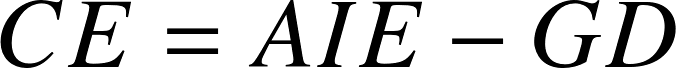 CE = AIE − GD